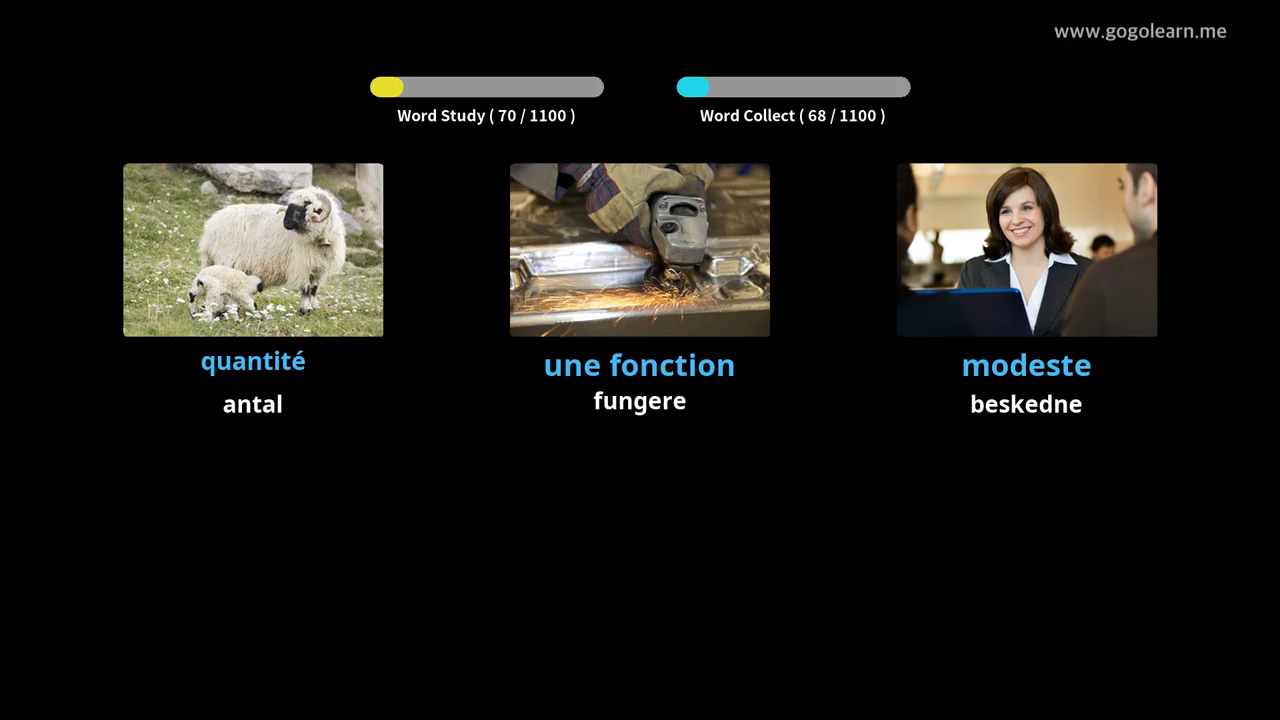 www.gogolearn.me
Word Study ( 70 / 1100 )
Word Collect ( 68 / 1100 )
quantité
une fonction
modeste
antal
fungere
beskedne